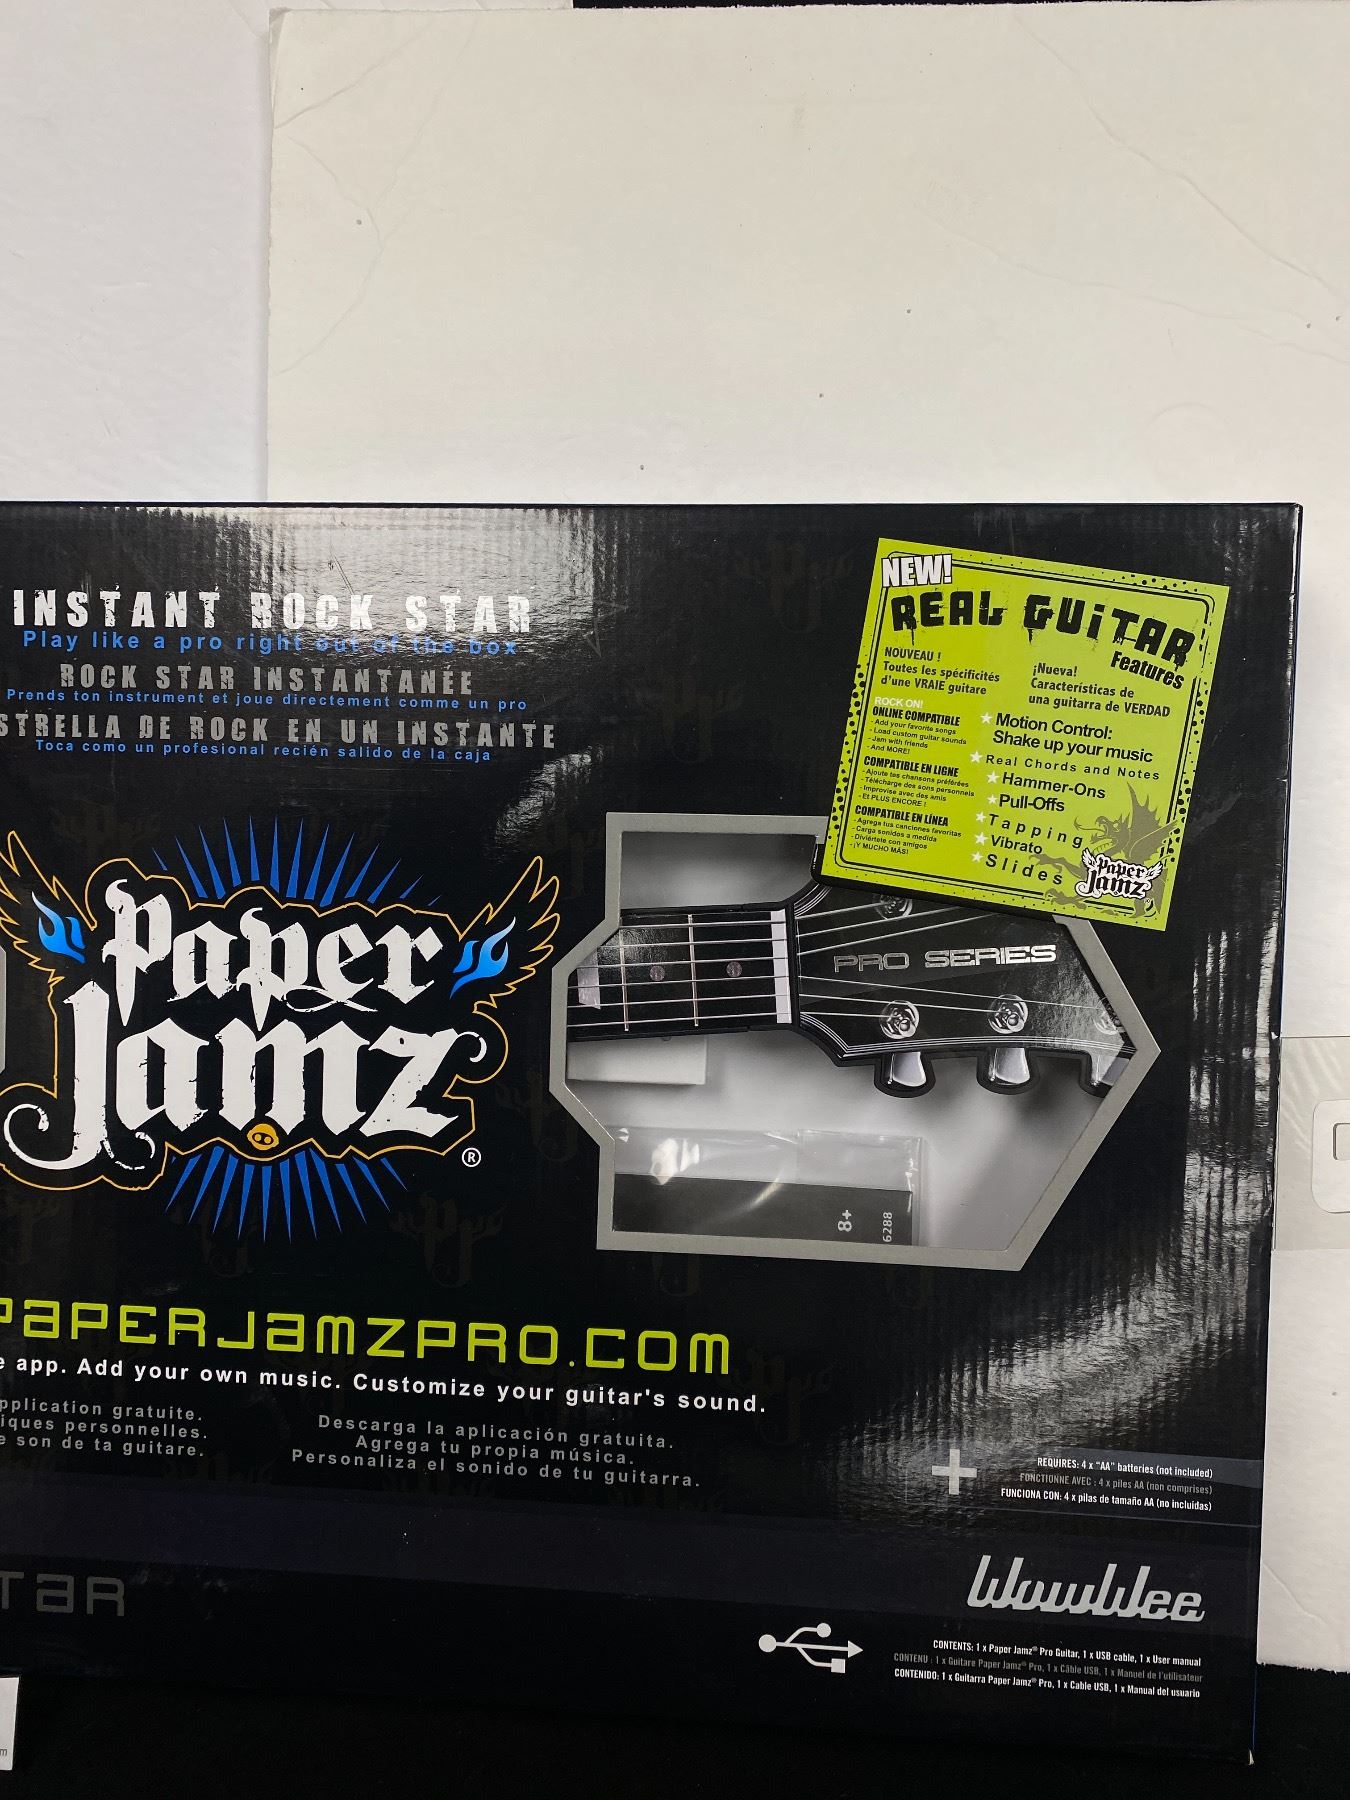 INSTANT ROCK STAR
Play like a pro right out of the box
ROCK STAR INSTANTANÉE
Prends ton instrument et joue directement comme un pro
STRELLA DE ROCK EN UN INSTANTE
Toca como un profesional recién salido de la caja
NEW!
REAL GUiTAR
Features
NOUVEAU !
Toutes les spécificités
d'une VRAIE guitare
¡Nueva!
Características de
una guitarra de VERDAD
ROCK ON!
ONLINE COMPATIBLE
- Add your favorite songs
- Load custom guitar sounds
- Jam with friends
- And MORE!
COMPATIBLE EN LIGNE
- Ajoute tes chansons préférées
- Télécharge des sons personnels
- Improvise avec des amis
- Et PLUS ENCORE !
COMPATIBLE EN LÍNEA
- Agrega tus canciones favoritas
- Carga sonidos a medida
- Diviértete con amigos
- ¡Y MUCHO MÁS!
Motion Control:
Shake up your music
Real Chords and Notes
Hammer-Ons
Pull-Offs
Tapping
Vibrato
Slides
Paper
Jamz
Paper
Jamz®
PRO SERIES
8+
6288
PAPERJAMZPRO.COM
e app. Add your own music. Customize your guitar's sound.
pplication gratuite.
iques personnelles.
e son de ta guitare.
Descarga la aplicación gratuita.
Agrega tu propia música.
Personaliza el sonido de tu guitarra.
REQUIRES: 4 x "AA" batteries (not included)
FONCTIONNE AVEC : 4 x piles AA (non comprises)
FUNCIONA CON: 4 x pilas de tamaño AA (no incluidas)
TAR
WowWee
CONTENTS: 1 x Paper Jamz® Pro Guitar, 1 x USB cable, 1 x User manual
CONTENU : 1 x Guitare Paper Jamz® Pro, 1 x Câble USB, 1 x Manuel de l'utilisateur
CONTENIDO: 1 x Guitarra Paper Jamz® Pro, 1 x Cable USB, 1 x Manual del usuario
m